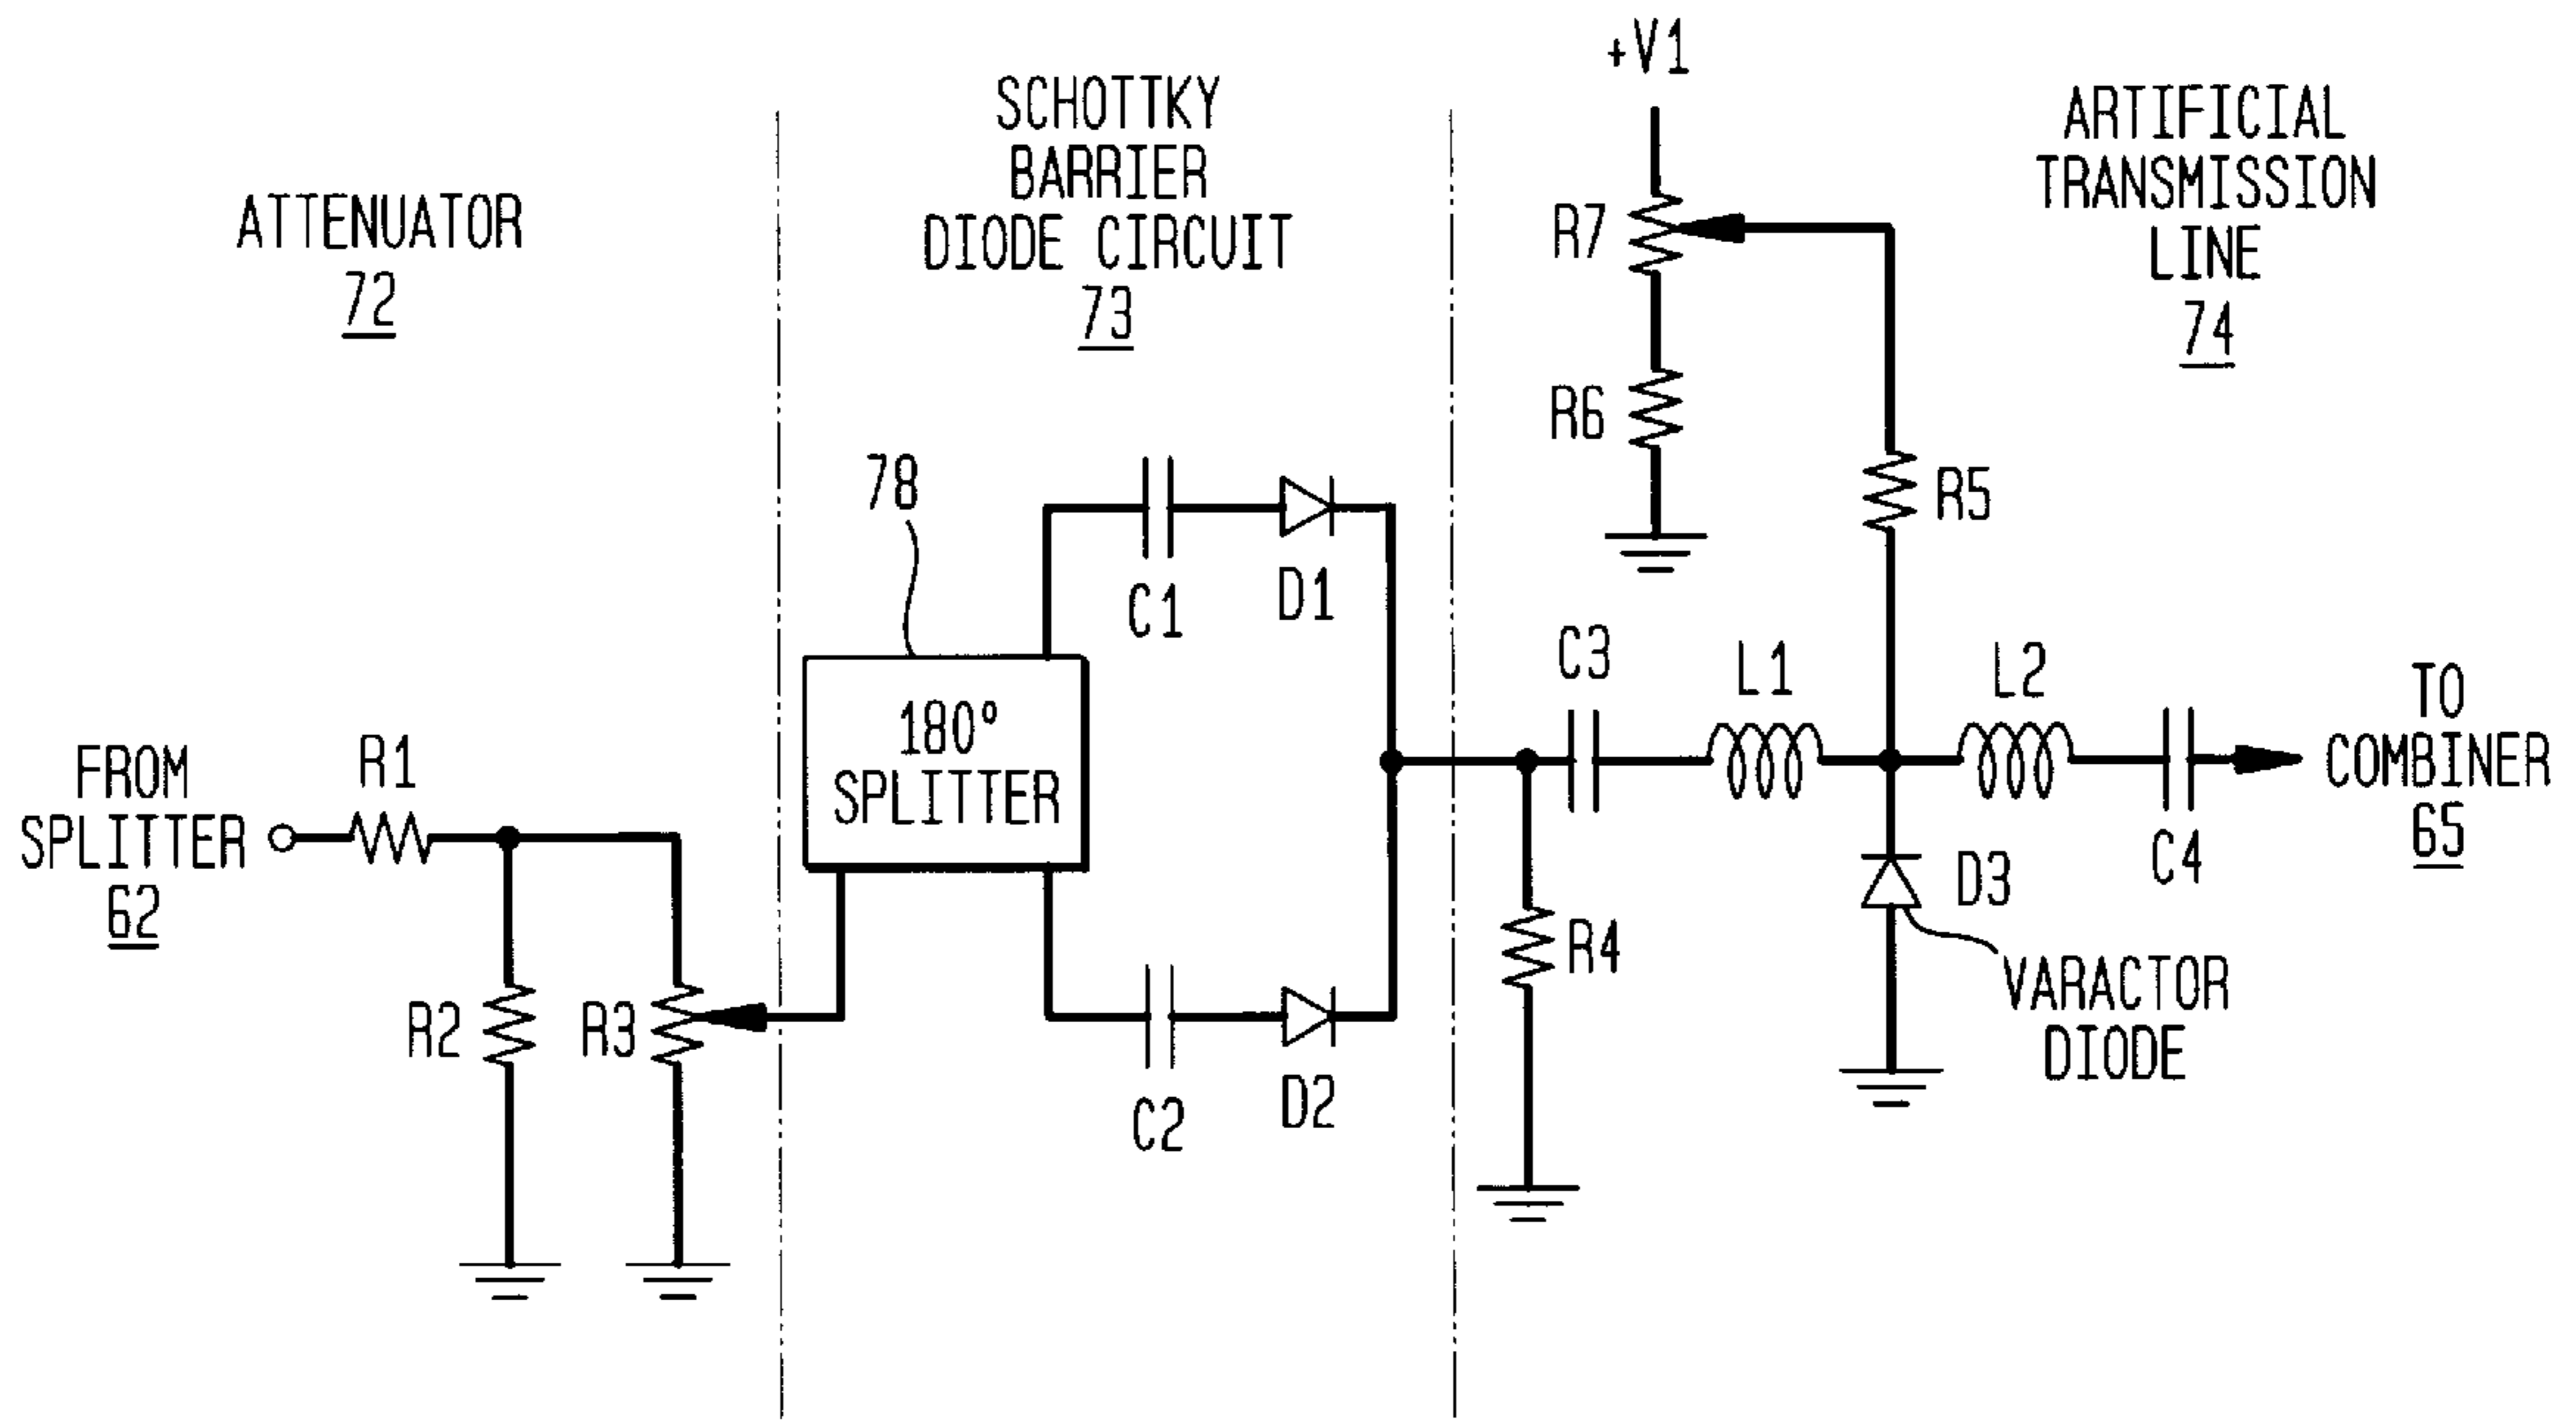 ATTENUATOR
72
SCHOTTKY
BARRIER
DIODE CIRCUIT
73
+V1
ARTIFICIAL
TRANSMISSION
LINE
74
R7
R6
R5
78
C1
D1
180°
SPLITTER
FROM
SPLITTER
62
R1
R2
R3
C2
D2
C3
L1
L2
R4
D3
C4
VARACTOR
DIODE
TO
COMBINER
65